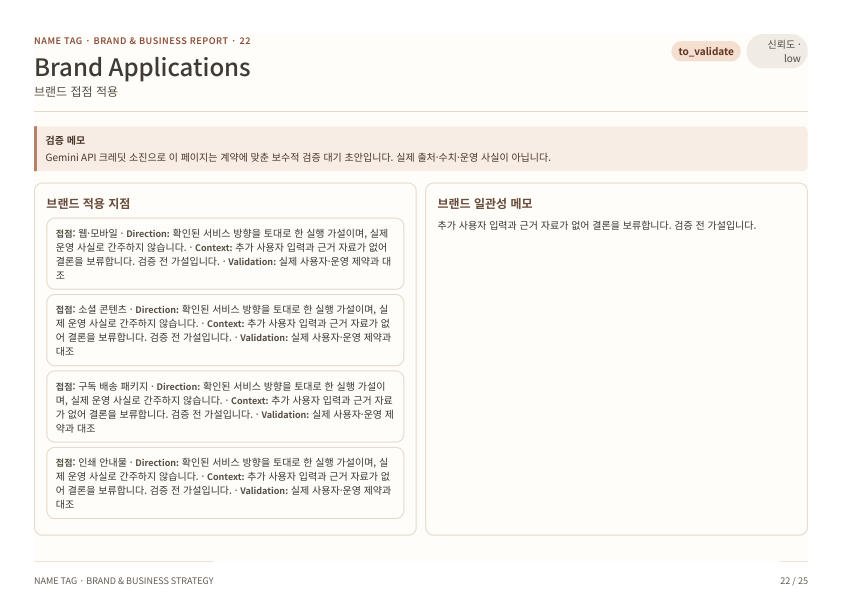 NAME TAG · BRAND & BUSINESS REPORT · 22
Brand Applications
브랜드 접점 적용
to_validate
신뢰도 ·
low
검증 메모
Gemini API 크레딧 소진으로 이 페이지는 계약에 맞춘 보수적 검증 대기 초안입니다. 실제 출처·수치·운영 사실이 아닙니다.
브랜드 적용 지점
접점: 웹·모바일 · Direction: 확인된 서비스 방향을 토대로 한 실행 가설이며, 실제
운영 사실로 간주하지 않습니다. · Context: 추가 사용자 입력과 근거 자료가 없어
결론을 보류합니다. 검증 전 가설입니다. · Validation: 실제 사용자·운영 제약과 대
조
접점: 소셜 콘텐츠 · Direction: 확인된 서비스 방향을 토대로 한 실행 가설이며, 실
제 운영 사실로 간주하지 않습니다. · Context: 추가 사용자 입력과 근거 자료가 없
어 결론을 보류합니다. 검증 전 가설입니다. · Validation: 실제 사용자·운영 제약과
대조
접점: 구독 배송 패키지 · Direction: 확인된 서비스 방향을 토대로 한 실행 가설이
며, 실제 운영 사실로 간주하지 않습니다. · Context: 추가 사용자 입력과 근거 자료
가 없어 결론을 보류합니다. 검증 전 가설입니다. · Validation: 실제 사용자·운영 제
약과 대조
접점: 인쇄 안내물 · Direction: 확인된 서비스 방향을 토대로 한 실행 가설이며, 실
제 운영 사실로 간주하지 않습니다. · Context: 추가 사용자 입력과 근거 자료가 없
어 결론을 보류합니다. 검증 전 가설입니다. · Validation: 실제 사용자·운영 제약과
대조
브랜드 일관성 메모
추가 사용자 입력과 근거 자료가 없어 결론을 보류합니다. 검증 전 가설입니다.
NAME TAG · BRAND & BUSINESS STRATEGY
22 / 25